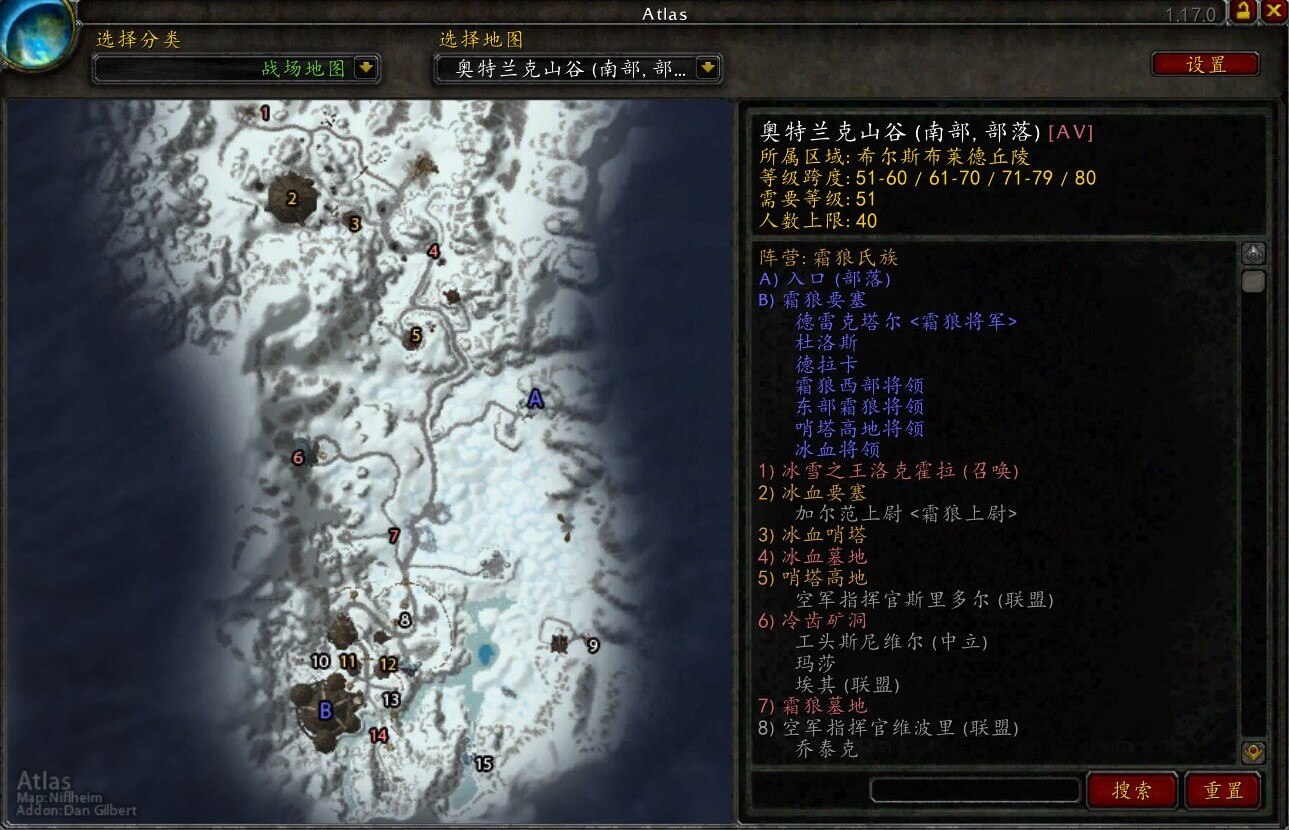 Atlas
1.17.0
选择分类
选择地图
战场地图
奥特兰克山谷 (南部, 部...
设置
1
2
3
4
5
A
6
7
8
9
10
11
12
13
B
14
15
Atlas
Map: Niflheim
Addon: Dan Gilbert
奥特兰克山谷 (南部, 部落) [AV]
所属区域: 希尔斯布莱德丘陵
等级跨度: 51-60 / 61-70 / 71-79 / 80
需要等级: 51
人数上限: 40
阵营: 霜狼氏族
A) 入口 (部落)
B) 霜狼要塞
德雷克塔尔 <霜狼将军>
杜洛斯
德拉卡
霜狼西部将领
东部霜狼将领
哨塔高地将领
冰血将领
1) 冰雪之王洛克霍拉 (召唤)
2) 冰血要塞
加尔范上尉 <霜狼上尉>
3) 冰血哨塔
4) 冰血墓地
5) 哨塔高地
空军指挥官斯里多尔 (联盟)
6) 冷齿矿洞
工头斯尼维尔 (中立)
玛莎
埃其 (联盟)
7) 霜狼墓地
8) 空军指挥官维波里 (联盟)
乔泰克
搜索
重置